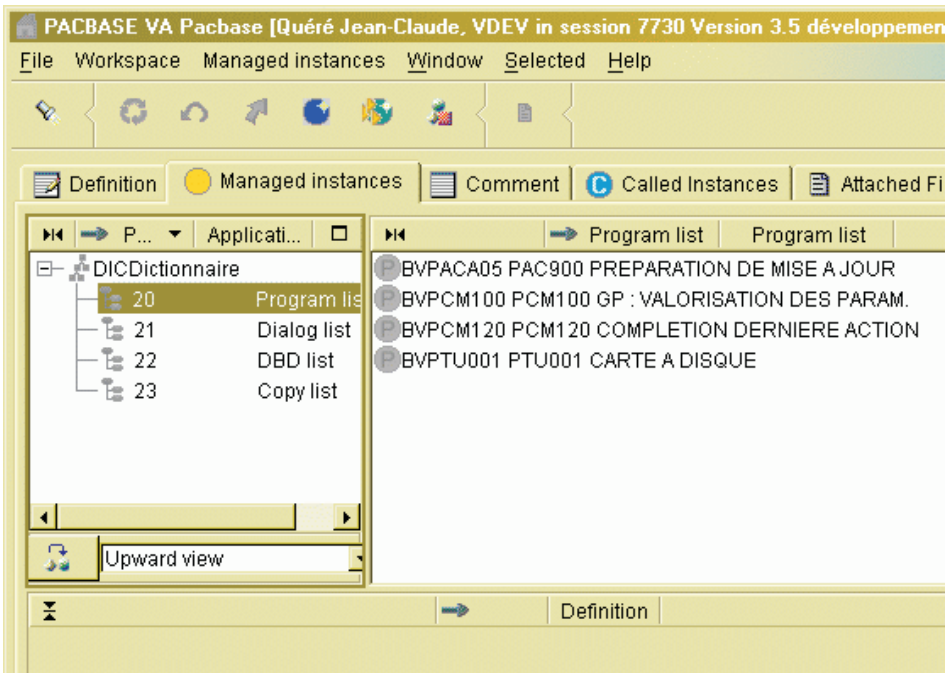 PACBASE VA Pacbase [Quéré Jean-Claude, VDEV in session 7730 Version 3.5 développemen
File Workspace Managed instances Window Selected Help
Definition Managed instances Comment Called Instances Attached Fi
P... Applicati... Program list Program list
DICDictionnaire
20 Program lis
21 Dialog list
22 DBD list
23 Copy list
BVPACA05 PAC900 PREPARATION DE MISE A JOUR
BVPCM100 PCM100 GP : VALORISATION DES PARAM.
BVPCM120 PCM120 COMPLETION DERNIERE ACTION
BVPTU001 PTU001 CARTE A DISQUE
Upward view
Definition